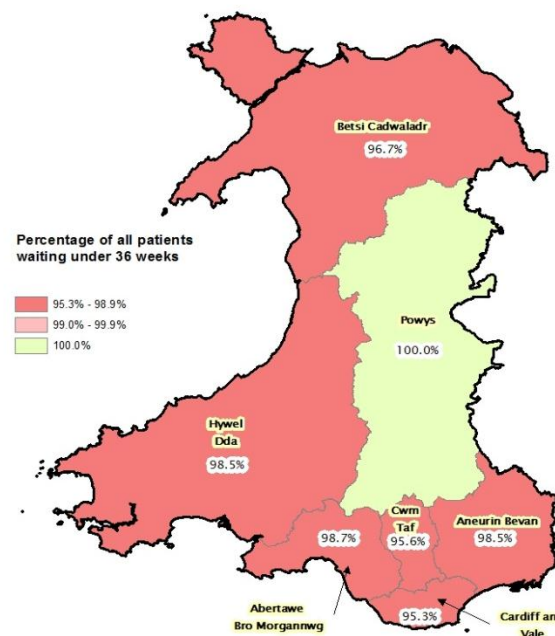 Betsi Cadwaladr
96.7%
Percentage of all patients
waiting under 36 weeks
95.3% - 98.9%
99.0% - 99.9%
100.0%
Powys
100.0%
Hywel
Dda
98.5%
Cwm
Taf
95.6%
Aneurin Bevan
98.5%
98.7%
Abertawe
Bro Morgannwg
95.3%
Cardiff an
Vale